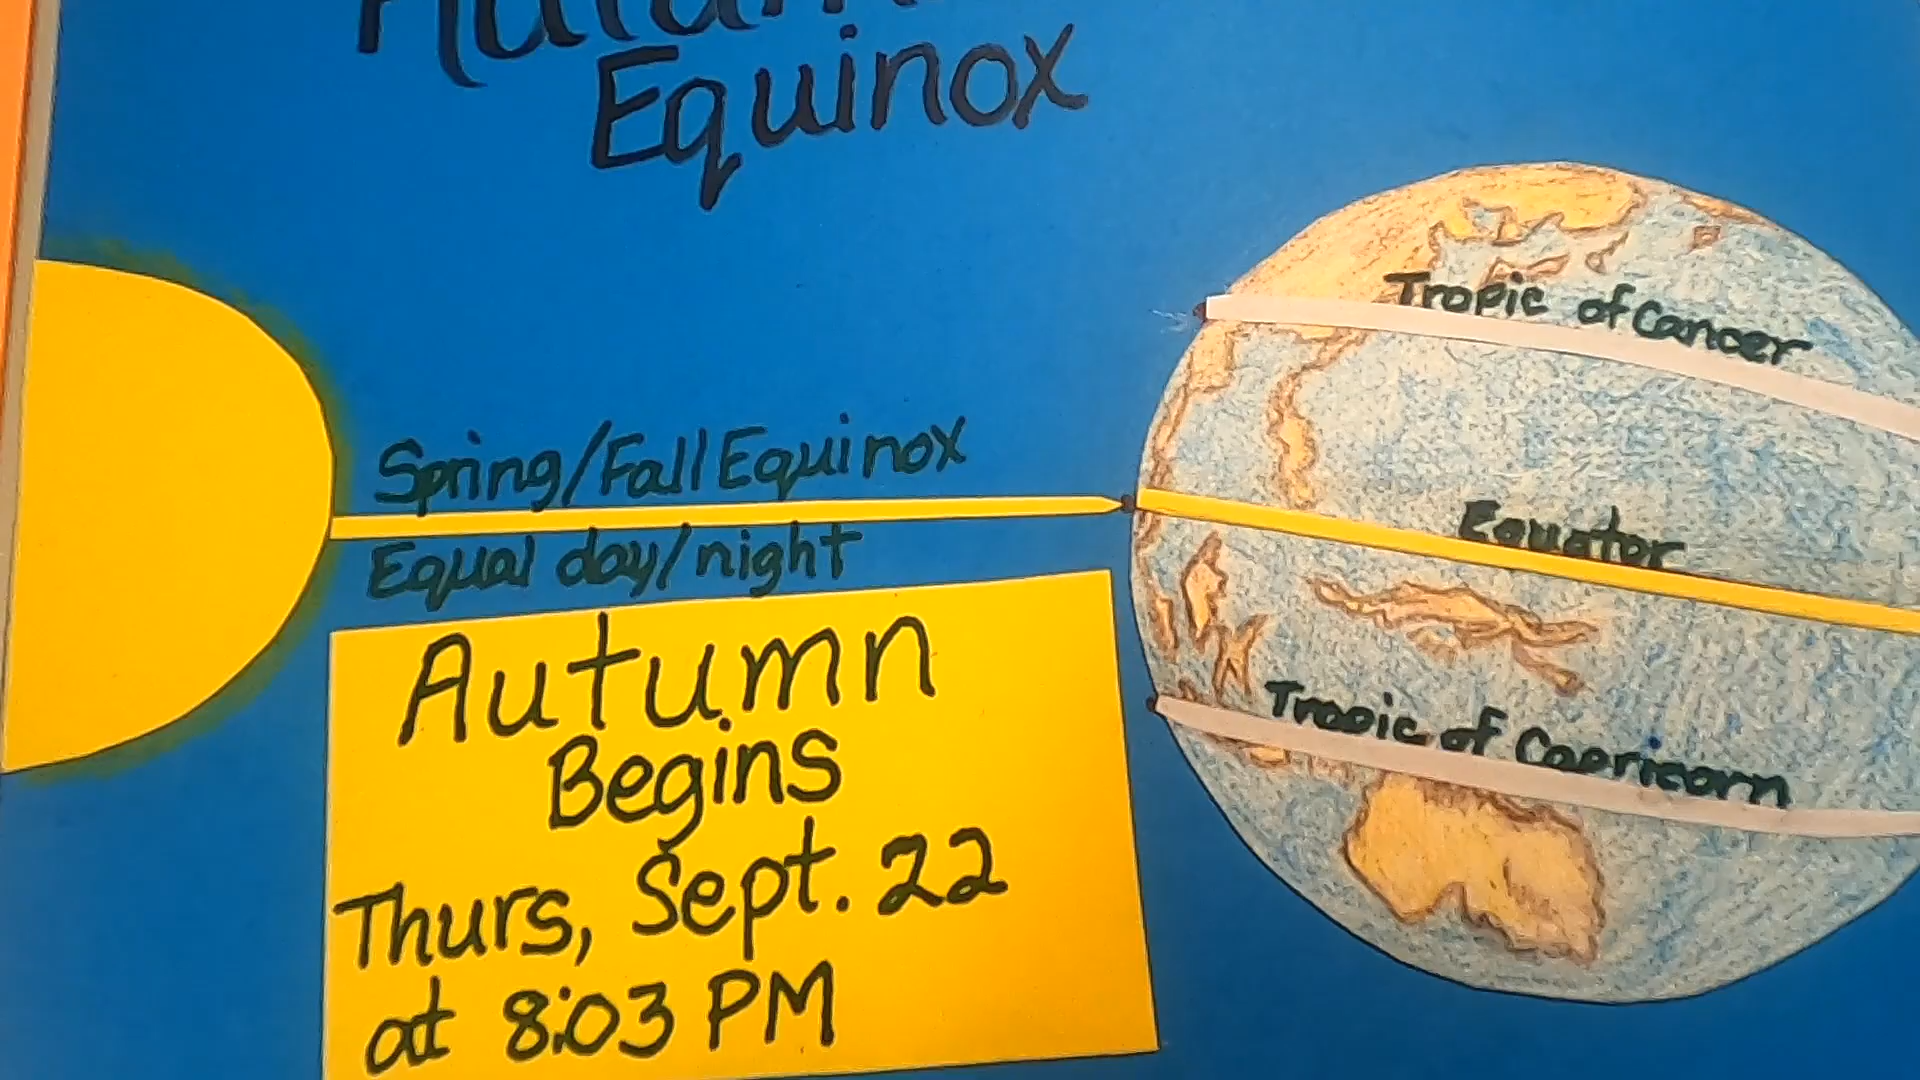 Equinox
Spring/Fall Equinox
Equal day/night
Autumn
Begins
Thurs, Sept. 22
at 8:03 PM
Tropic of Cancer
Equator
Tropic of Capricorn